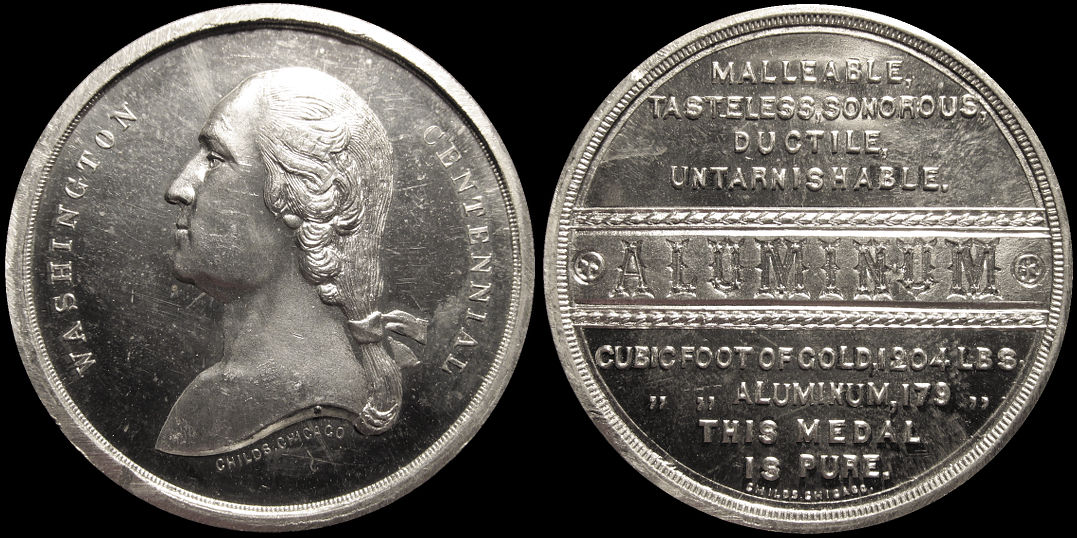 WASHINGTON
CENTENNIAL
CHILDS. CHICAGO
MALLEABLE,
TASTELESS, SONOROUS,
DUCTILE,
UNTARNISHABLE.
ALUMINUM
CUBIC FOOT OF GOLD, 1204 LBS.
„ „ ALUMINUM, 179 „
THIS MEDAL
IS PURE.
CHILDS. CHICAGO.